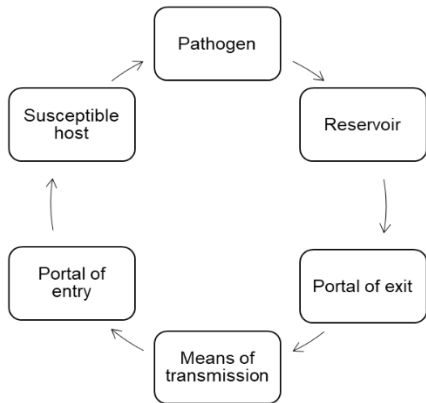 Pathogen
Reservoir
Portal of exit
Means of
transmission
Portal of
entry
Susceptible
host